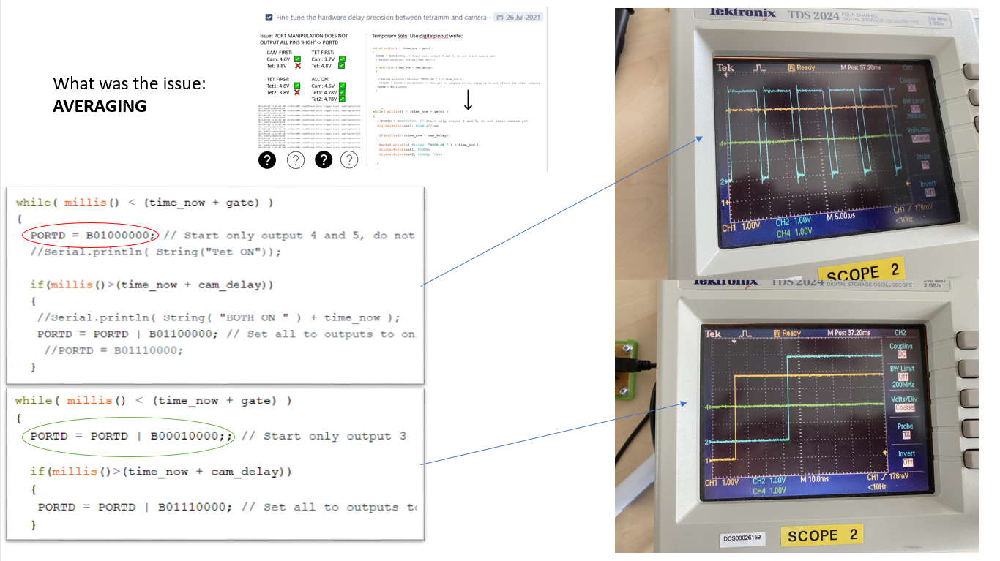 Fine tune the hardware delay precision between tetramm and camera - 26 Jul 2021
Issue: PORT MANIPULATION DOES NOT
OUTPUT ALL PINS 'HIGH' -> PORTD
CAM FIRST:
Cam: 4.6V
Tet: 3.8V
TET FIRST:
Cam: 3.7V
Tet: 4.8V
TET FIRST:
Tet1: 4.8V
Tet2: 3.8V
ALL ON:
Cam: 4.6V
Tet1: 4.78V
Tet2: 4.78V
? ? ? ?
Temporary Soln: Use digitalpinout write:
while( millis() < (time_now + gate) )
{
PORTD = B01000000; // Start only output 4 and 5, do not start camera yet
//Serial.println( String("Tet ON"));
if(millis()>(time_now + cam_delay))
{
//Serial.println( String( "BOTH ON " ) + time_now );
//PORTD = PORTD | B01100000; // Set all to outputs to on, using or to not affect the other outputs
PORTD = B01110000;
}
while( millis() < (time_now + gate) )
{
//PORTD = B01000000; // Start only output 4 and 5, do not start camera yet
digitalWrite(out3, HIGH);//cam
if(millis()>(time_now + cam_delay))
{
Serial.println( String( "BOTH ON " ) + time_now );
digitalWrite(out1, HIGH);
digitalWrite(out2, HIGH); //tet
}
What was the issue:
AVERAGING
while( millis() < (time_now + gate) )
{
PORTD = B01000000; // Start only output 4 and 5, do not
//Serial.println( String("Tet ON"));
if(millis()>(time_now + cam_delay))
{
//Serial.println( String( "BOTH ON " ) + time_now );
PORTD = PORTD | B01100000; // Set all to outputs to on
//PORTD = B01110000;
}
while( millis() < (time_now + gate) )
{
PORTD = PORTD | B00010000;; // Start only output 3
if(millis()>(time_now + cam_delay))
{
PORTD = PORTD | B01110000; // Set all to outputs to
}
Tektronix TDS 2024 FOUR CHANNEL DIGITAL STORAGE OSCILLOSCOPE 200 MHz 2 GS/s
Tek R Ready M Pos: 37.20ms CH2
Coupling
DC
BW Limit
Off
200MHz
Volts/Div
Coarse
Probe
1X
Invert
Off
4
2
1
CH1 1.00V CH2 1.00V M 5.00µs CH1 176mV
CH4 1.00V <10Hz
SCOPE 2
Tektronix TDS 2024 DIGITAL STORAGE OSCILLOSCOPE 200 MHz 2 GS/s
Tek R Ready M Pos: 37.20ms CH2
Coupling
DC
BW Limit
Off
200MHz
Volts/Div
Coarse
Probe
1X
Invert
Off
4
2
1
CH1 1.00V CH2 1.00V M 10.0ms CH1 176mV
CH4 1.00V <10Hz
DCS00026159
SCOPE 2